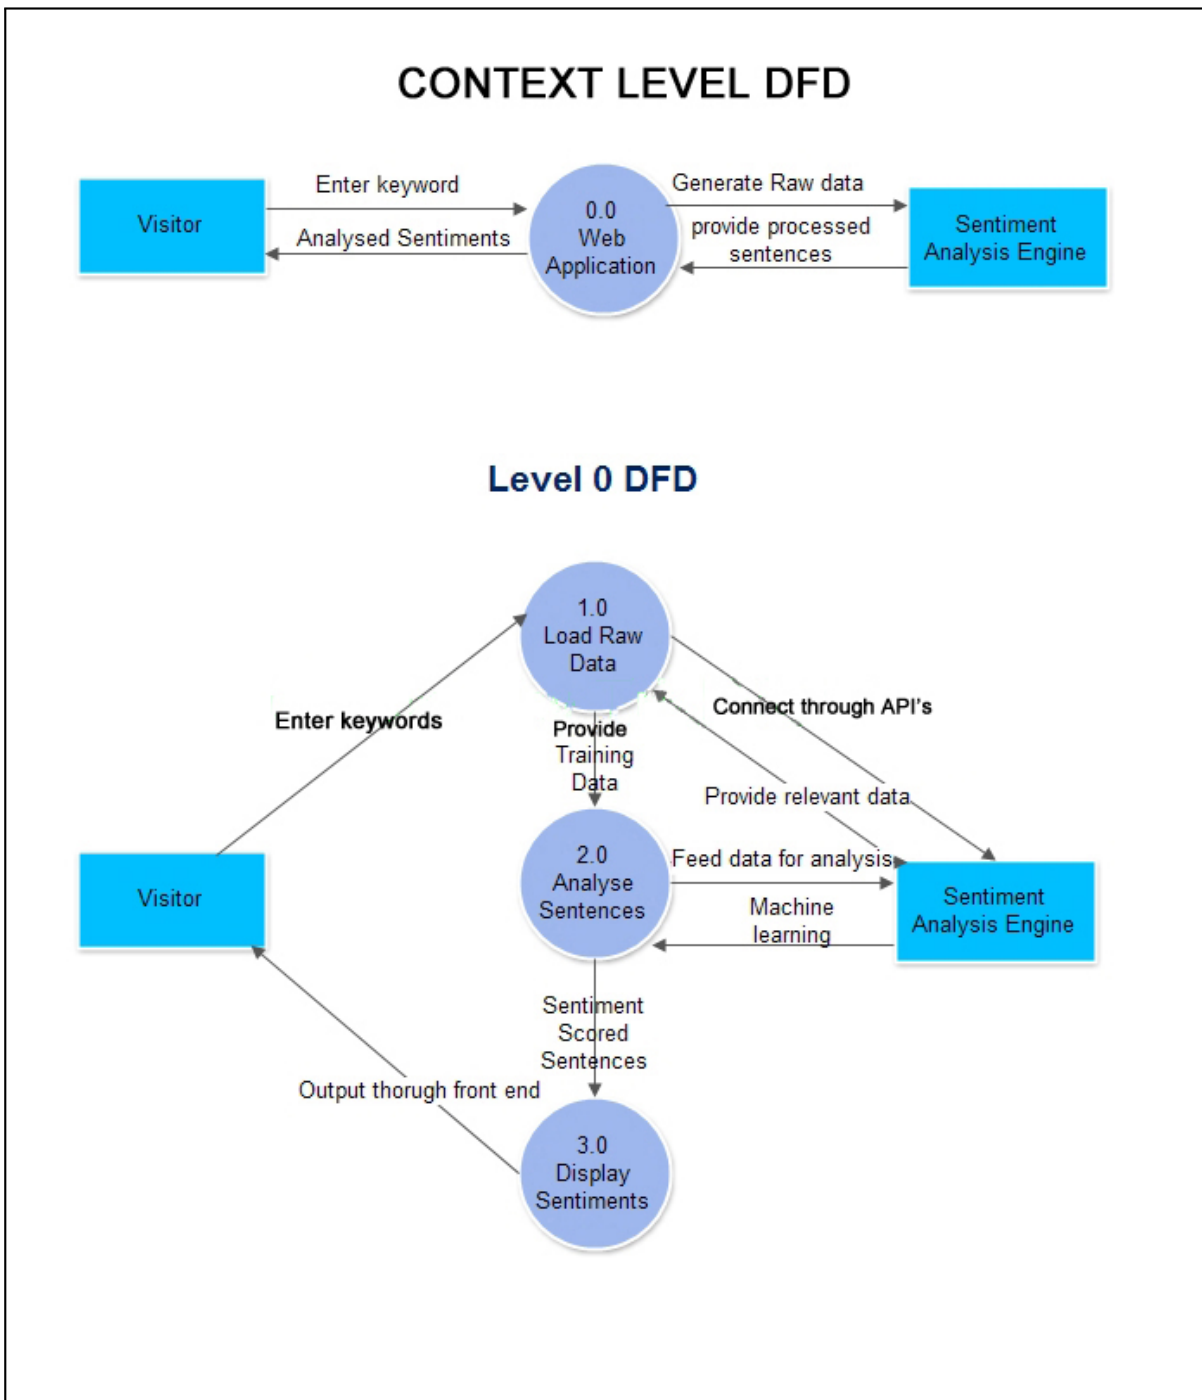 CONTEXT LEVEL DFD
Visitor
Enter keyword
Analysed Sentiments
0.0
Web
Application
Generate Raw data
provide processed
sentences
Sentiment
Analysis Engine
Level 0 DFD
1.0
Load Raw
Data
Enter keywords
Connect through API's
Provide
Training
Data
Provide relevant data
Visitor
2.0
Analyse
Sentences
Feed data for analysis
Machine
learning
Sentiment
Analysis Engine
Sentiment
Scored
Sentences
Output thorugh front end
3.0
Display
Sentiments